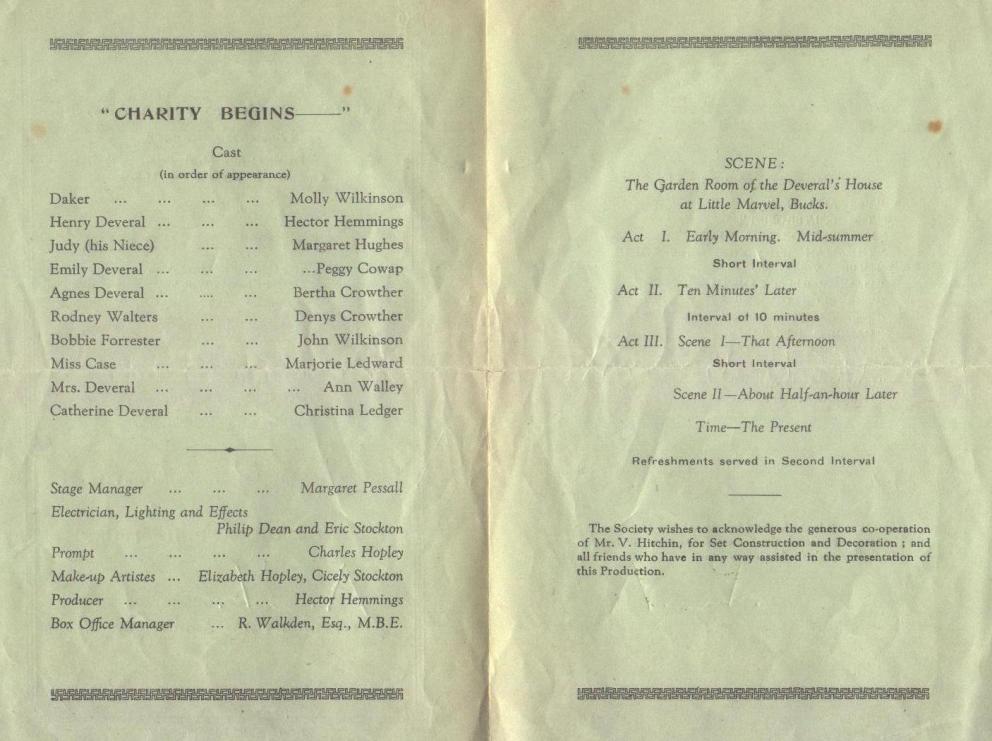 “ CHARITY BEGINS——”
Cast
(in order of appearance)
Daker ... ... ... ... Molly Wilkinson
Henry Deveral ... ... ... Hector Hemmings
Judy (his Niece) ... ... Margaret Hughes
Emily Deveral ... ... ... ...Peggy Cowap
Agnes Deveral ... .... ... Bertha Crowther
Rodney Walters ... ... Denys Crowther
Bobbie Forrester ... ... John Wilkinson
Miss Case ... ... ... Marjorie Ledward
Mrs. Deveral ... ... ... ... Ann Walley
Catherine Deveral ... ... Christina Ledger
Stage Manager ... ... ... Margaret Pessall
Electrician, Lighting and Effects
Philip Dean and Eric Stockton
Prompt ... ... ... ... Charles Hopley
Make-up Artistes ... Elizabeth Hopley, Cicely Stockton
Producer ... ... ... ... Hector Hemmings
Box Office Manager ... R. Walkden, Esq., M.B.E.
SCENE :
The Garden Room of the Deveral's House
at Little Marvel, Bucks.
Act I. Early Morning. Mid-summer
Short Interval
Act II. Ten Minutes' Later
Interval of 10 minutes
Act III. Scene I—That Afternoon
Short Interval
Scene II—About Half-an-hour Later
Time—The Present
Refreshments served in Second Interval
The Society wishes to acknowledge the generous co-operation
of Mr. V. Hitchin, for Set Construction and Decoration ; and
all friends who have in any way assisted in the presentation of
this Production.